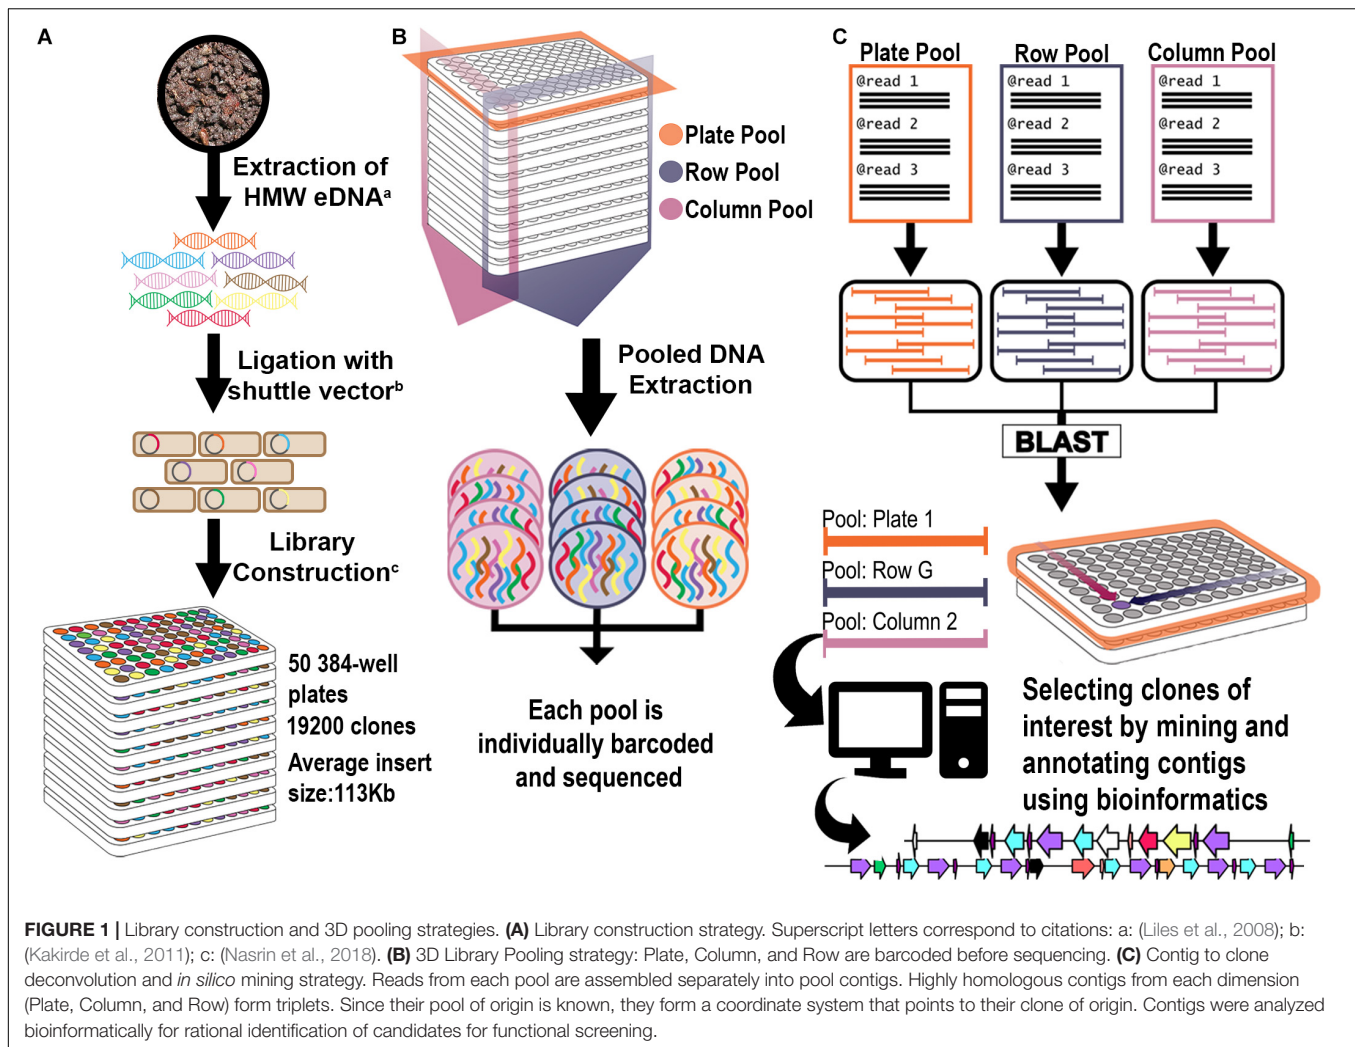 A
Extraction of
HMW eDNAᵃ
Ligation with
shuttle vectorᵇ
Library
Constructionᶜ
50 384-well
plates
19200 clones
Average insert
size:113Kb
B
Plate Pool
Row Pool
Column Pool
Pooled DNA
Extraction
Each pool is
individually barcoded
and sequenced
C
Plate Pool
@read 1
@read 2
@read 3
Row Pool
@read 1
@read 2
@read 3
Column Pool
@read 1
@read 2
@read 3
BLAST
Pool: Plate 1
Pool: Row G
Pool: Column 2
Selecting clones of
interest by mining and
annotating contigs
using bioinformatics
FIGURE 1 | Library construction and 3D pooling strategies. (A) Library construction strategy. Superscript letters correspond to citations: a: (Liles et al., 2008); b:
(Kakirde et al., 2011); c: (Nasrin et al., 2018). (B) 3D Library Pooling strategy: Plate, Column, and Row are barcoded before sequencing. (C) Contig to clone
deconvolution and in silico mining strategy. Reads from each pool are assembled separately into pool contigs. Highly homologous contigs from each dimension
(Plate, Column, and Row) form triplets. Since their pool of origin is known, they form a coordinate system that points to their clone of origin. Contigs were analyzed
bioinformatically for rational identification of candidates for functional screening.